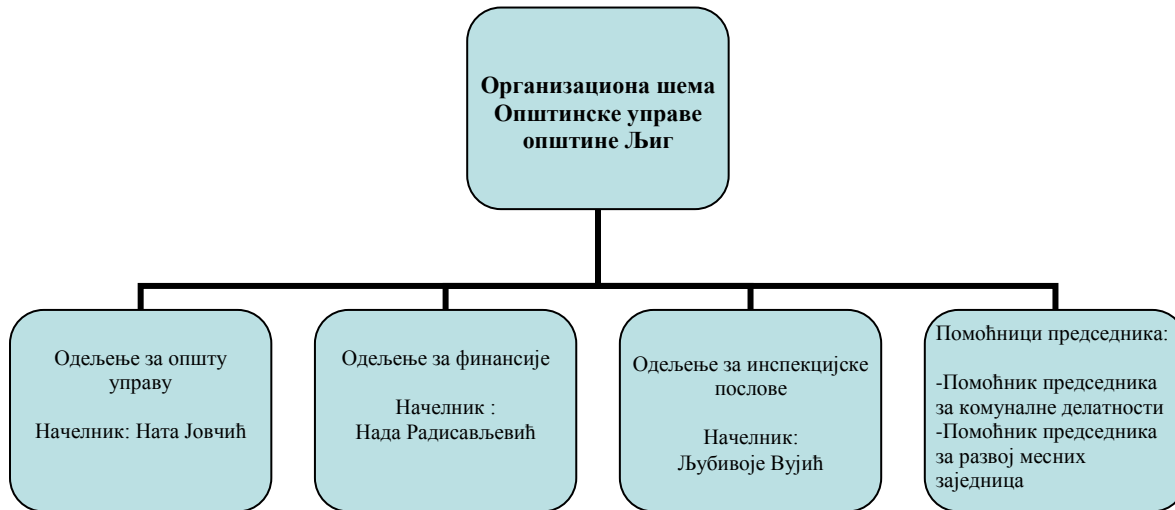 Организациона шема
Општинске управе
општине Љиг
Одељење за општу
управу
Начелник: Ната Јовчић
Одељење за финансије
Начелник :
Нада Радисављевић
Одељење за инспекцијске
послове
Начелник:
Љубивоје Вујић
Помоћници председника:
-Помоћник председника
за комуналне делатности
-Помоћник председника
за развој месних
заједница